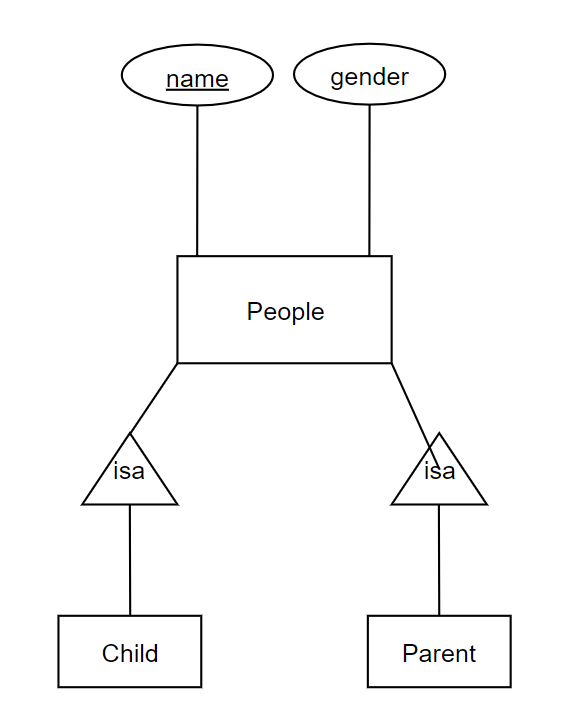 name
gender
People
isa
isa
Child
Parent